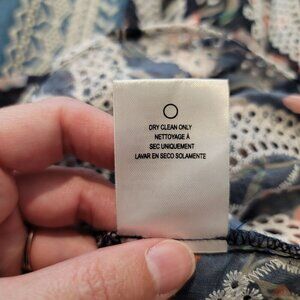 DRY CLEAN ONLY
NETTOYAGE À
SEC UNIQUEMENT
LAVAR EN SECO SOLAMENTE